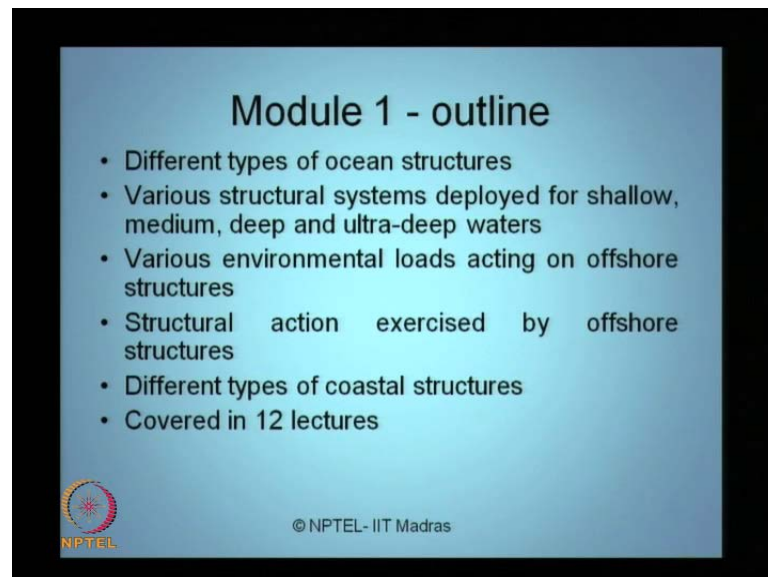 Module 1 - outline
• Different types of ocean structures
• Various structural systems deployed for shallow,
medium, deep and ultra-deep waters
• Various environmental loads acting on offshore
structures
• Structural action exercised by offshore
structures
• Different types of coastal structures
• Covered in 12 lectures
NPTEL
© NPTEL- IIT Madras